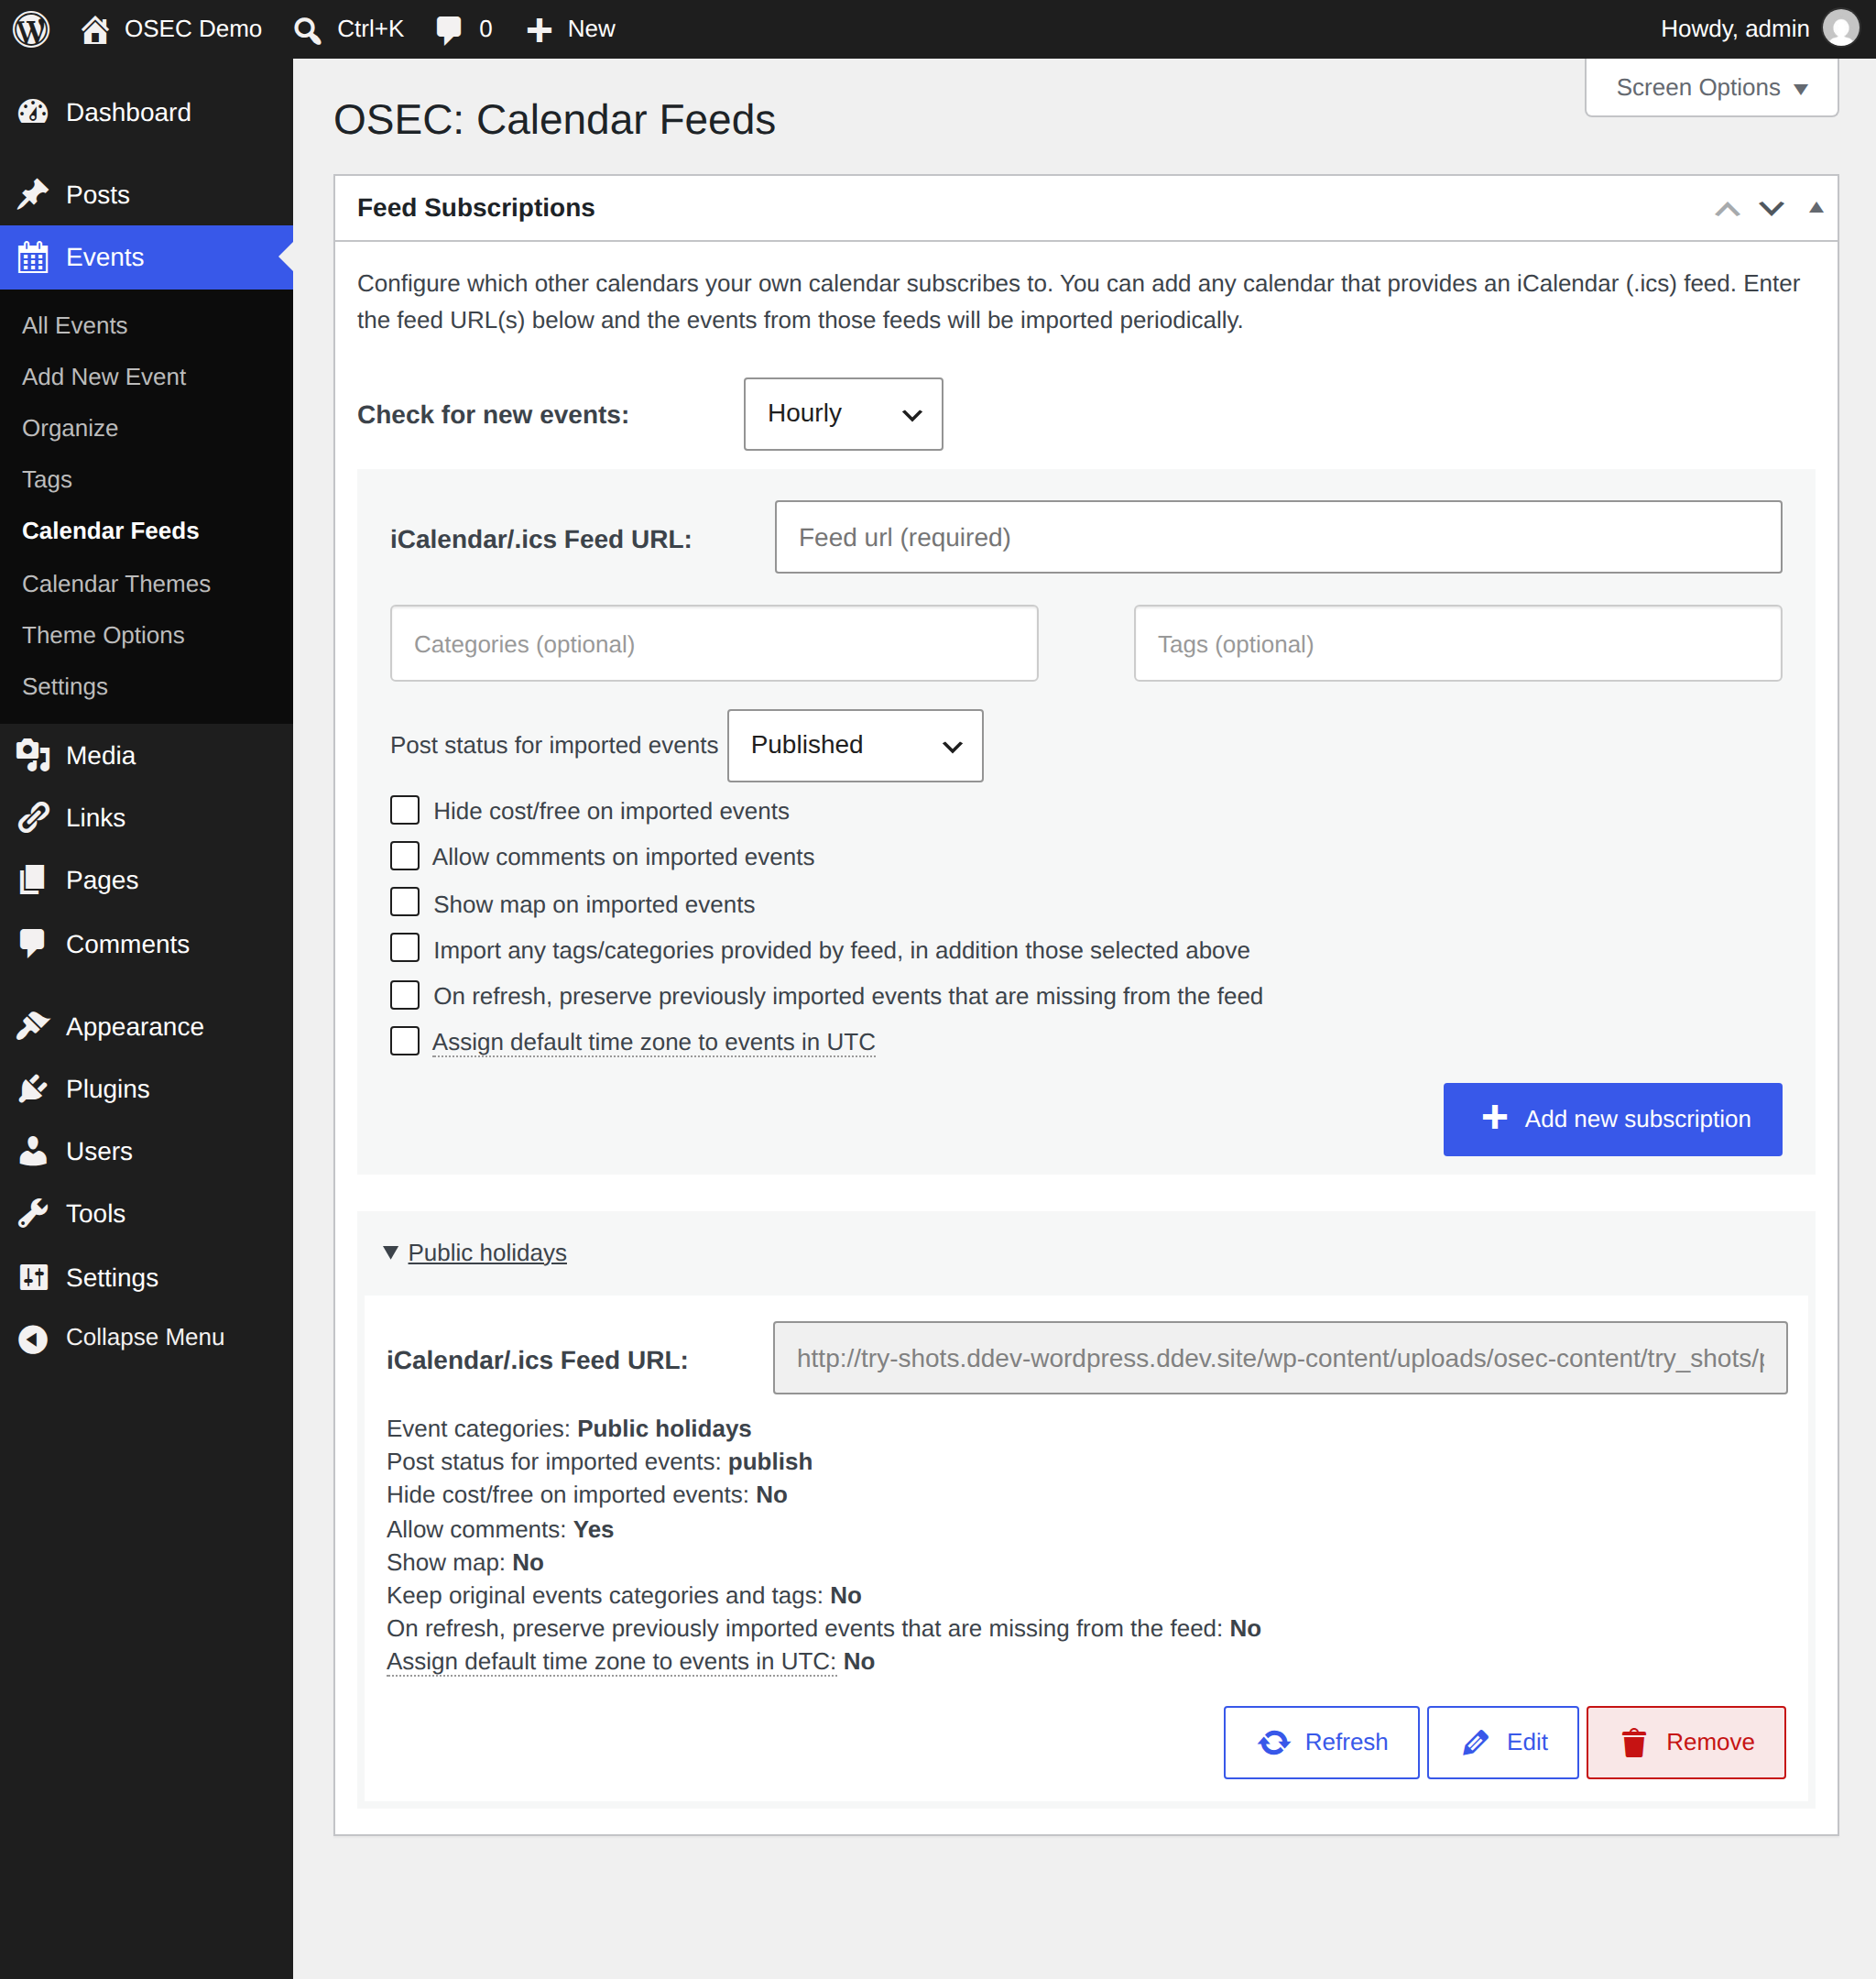 OSEC Demo
Ctrl+K
0
New
Howdy, admin
Screen Options
Dashboard
Posts
Events
All Events
Add New Event
Organize
Tags
Calendar Feeds
Calendar Themes
Theme Options
Settings
Media
Links
Pages
Comments
Appearance
Plugins
Users
Tools
Settings
Collapse Menu
OSEC: Calendar Feeds
Feed Subscriptions
Configure which other calendars your own calendar subscribes to. You can add any calendar that provides an iCalendar (.ics) feed. Enter
the feed URL(s) below and the events from those feeds will be imported periodically.
Check for new events:
Hourly
iCalendar/.ics Feed URL:
Feed url (required)
Categories (optional)
Tags (optional)
Post status for imported events
Published
Hide cost/free on imported events
Allow comments on imported events
Show map on imported events
Import any tags/categories provided by feed, in addition those selected above
On refresh, preserve previously imported events that are missing from the feed
Assign default time zone to events in UTC
Add new subscription
Public holidays
iCalendar/.ics Feed URL:
http://try-shots.ddev-wordpress.ddev.site/wp-content/uploads/osec-content/try_shots/
Event categories: Public holidays
Post status for imported events: publish
Hide cost/free on imported events: No
Allow comments: Yes
Show map: No
Keep original events categories and tags: No
On refresh, preserve previously imported events that are missing from the feed: No
Assign default time zone to events in UTC: No
Refresh
Edit
Remove